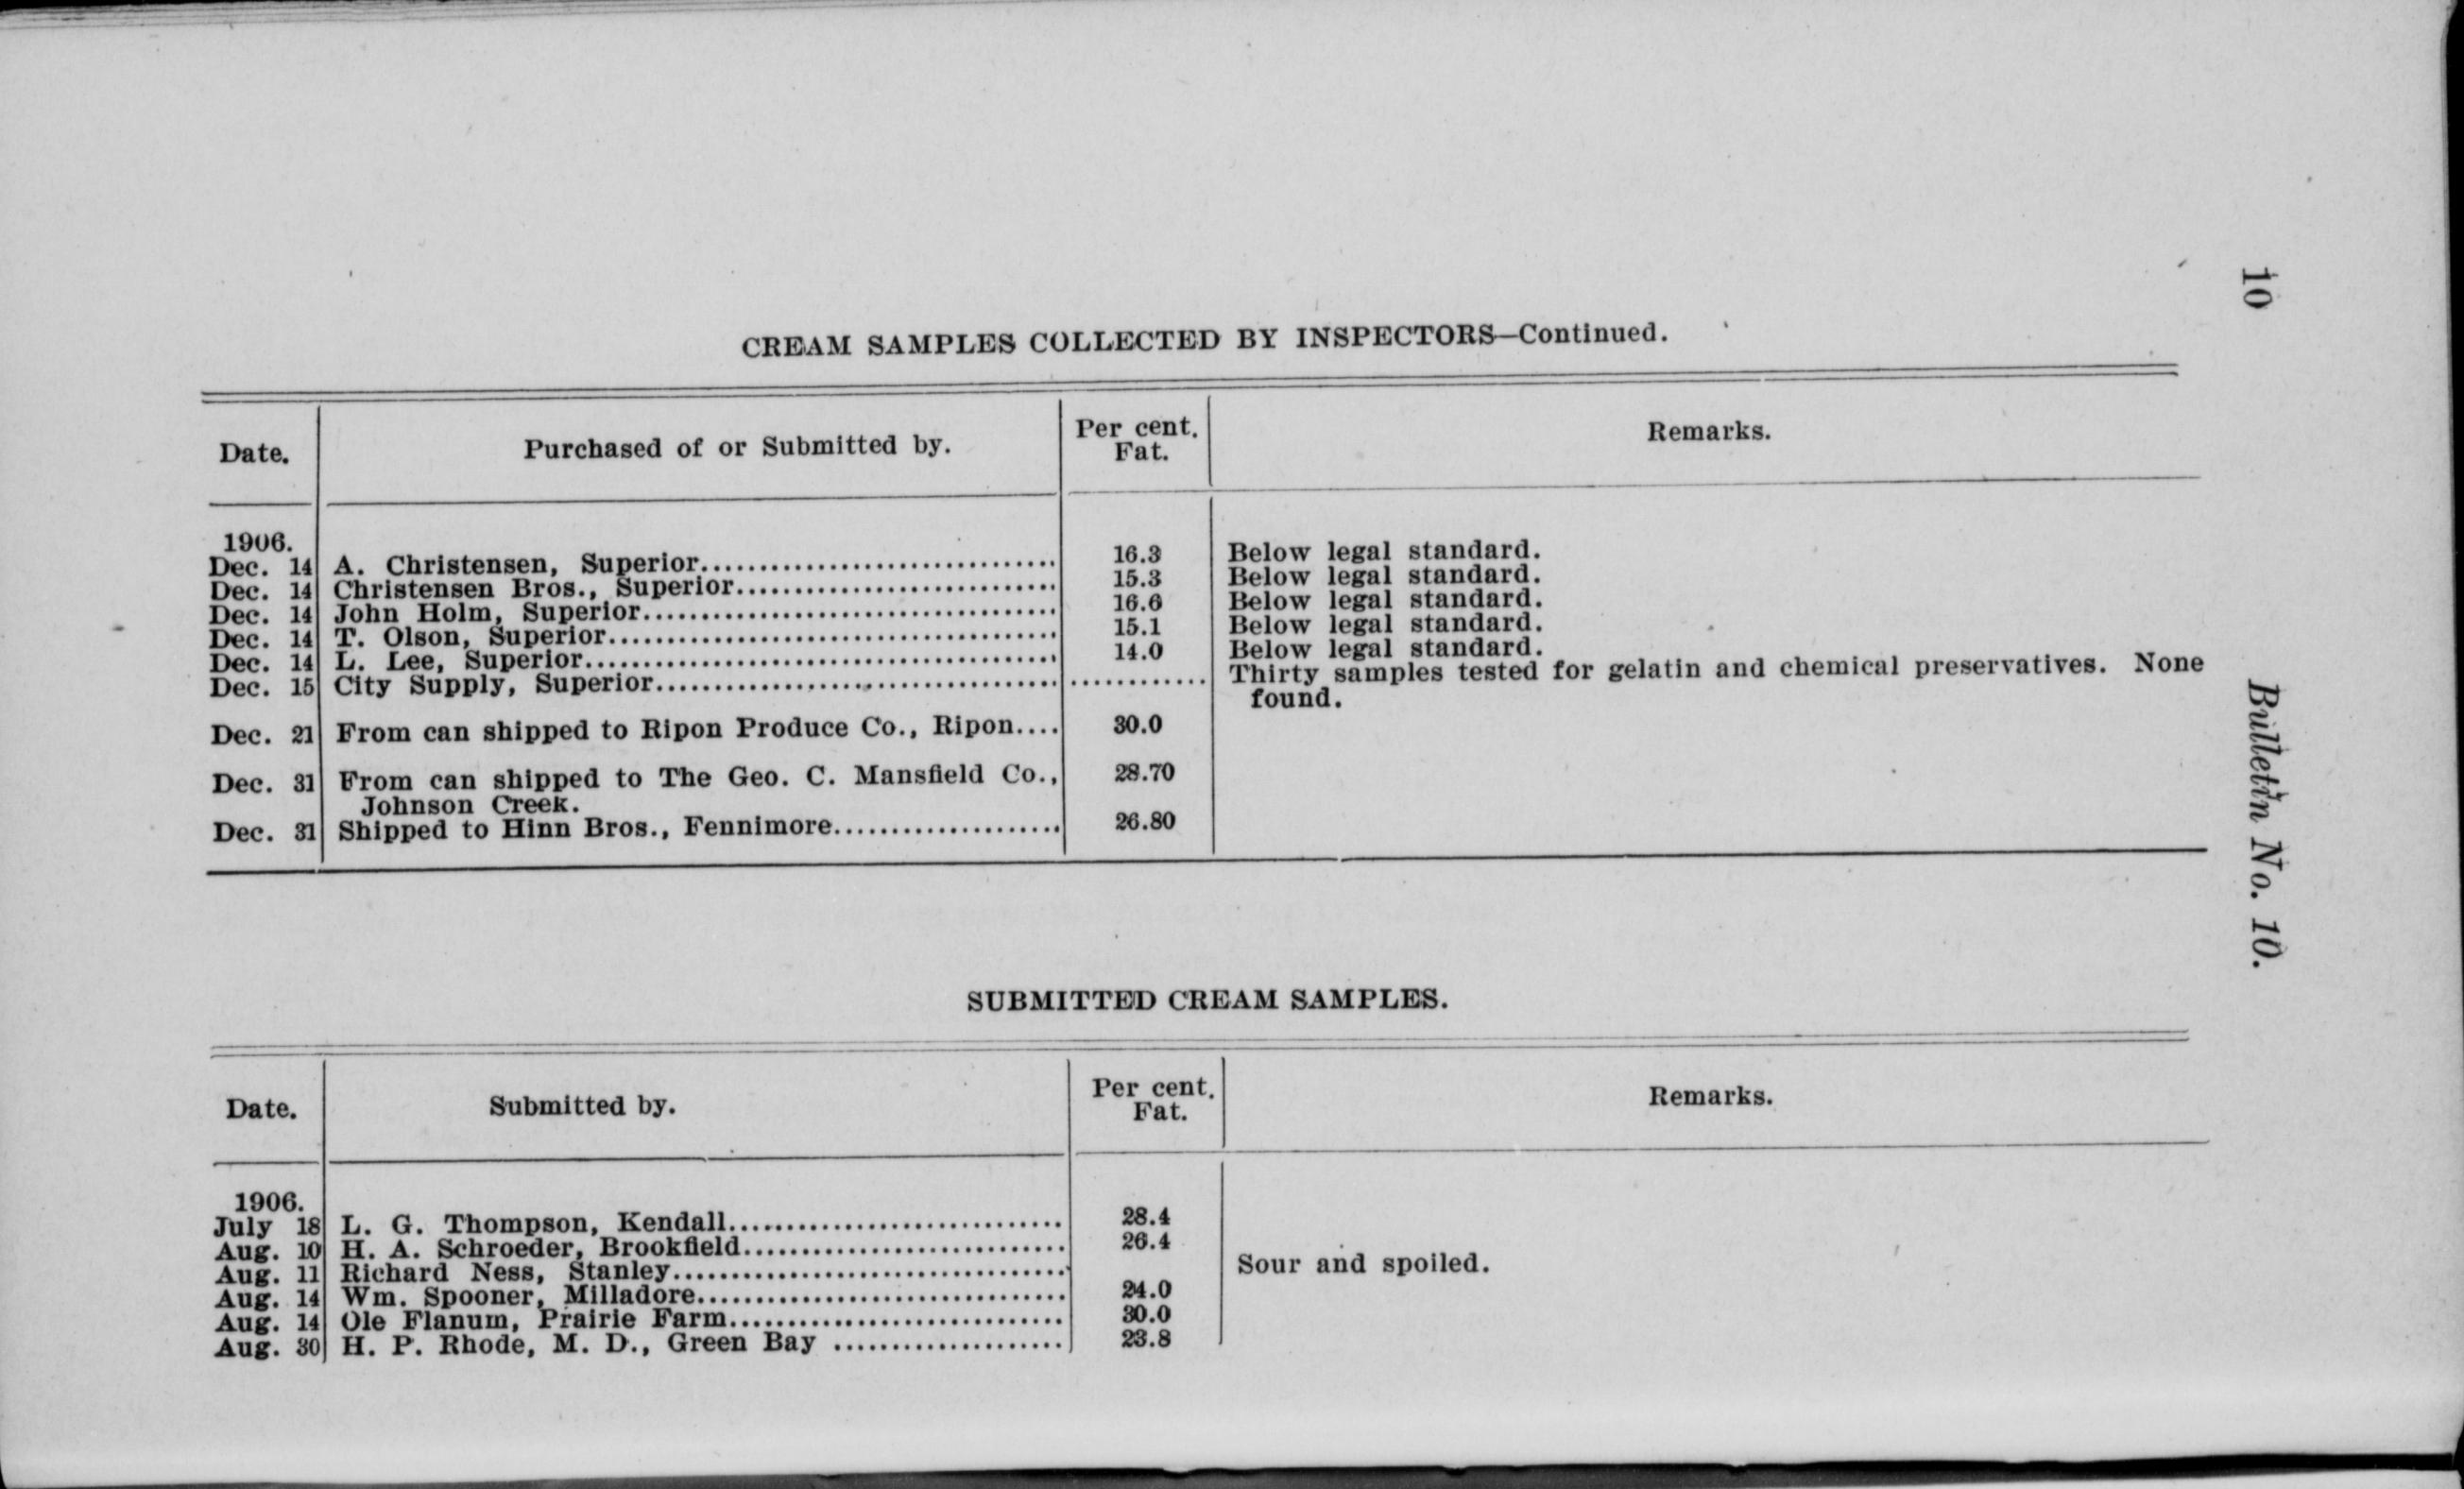 10
Bulletin No. 10.
CREAM SAMPLES COLLECTED BY INSPECTORS—Continued.
Date. Purchased of or Submitted by. Per cent. Fat. Remarks.
1906.
Dec. 14 A. Christensen, Superior 16.3 Below legal standard.
Dec. 14 Christensen Bros., Superior 15.3 Below legal standard.
Dec. 14 John Holm, Superior 16.6 Below legal standard.
Dec. 14 T. Olson, Superior 15.1 Below legal standard.
Dec. 14 L. Lee, Superior 14.0 Below legal standard.
Dec. 15 City Supply, Superior Thirty samples tested for gelatin and chemical preservatives. None
found.
Dec. 21 From can shipped to Ripon Produce Co., Ripon 30.0
Dec. 31 From can shipped to The Geo. C. Mansfield Co., 28.70
Johnson Creek.
Dec. 31 Shipped to Hinn Bros., Fennimore 26.80
SUBMITTED CREAM SAMPLES.
Date. Submitted by. Per cent. Fat. Remarks.
1906.
July 18 L. G. Thompson, Kendall 28.4
Aug. 10 H. A. Schroeder, Brookfield 26.4
Aug. 11 Richard Ness, Stanley Sour and spoiled.
Aug. 14 Wm. Spooner, Milladore 24.0
Aug. 14 Ole Flanum, Prairie Farm 30.0
Aug. 30 H. P. Rhode, M. D., Green Bay 23.8